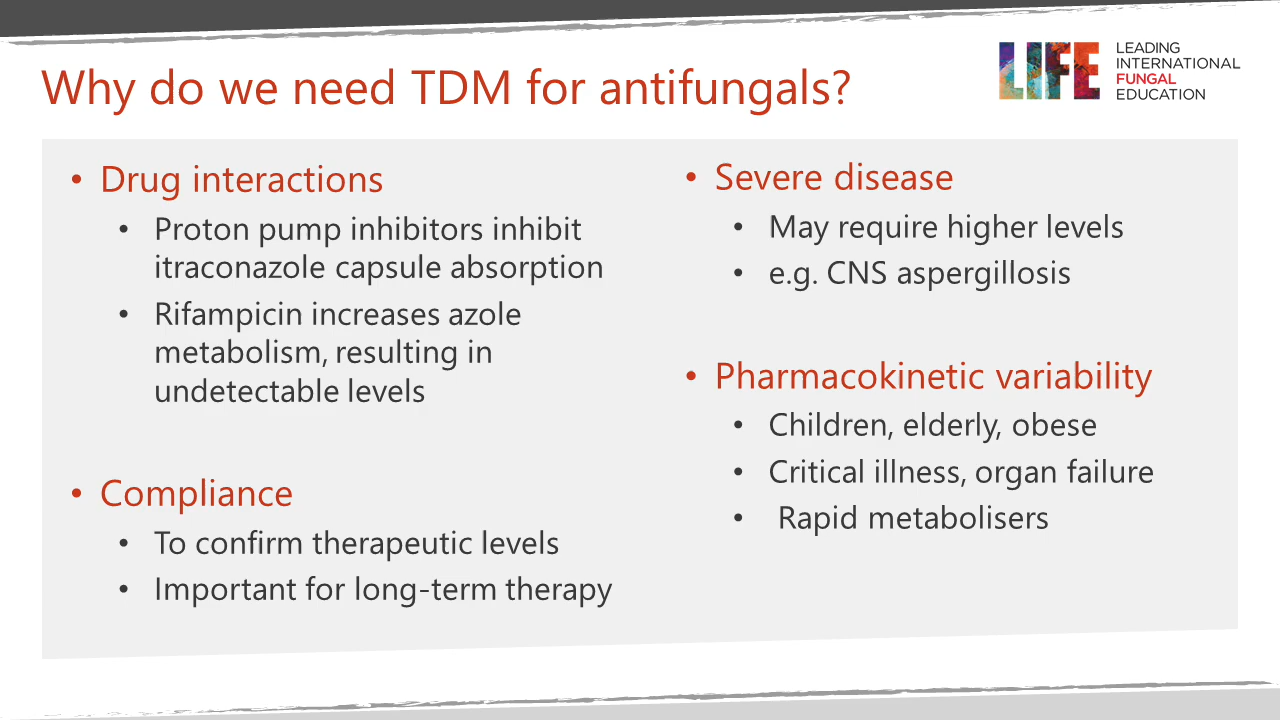 Why do we need TDM for antifungals?
LIFE
LEADING
INTERNATIONAL
FUNGAL
EDUCATION
• Drug interactions
• Proton pump inhibitors inhibit
itraconazole capsule absorption
• Rifampicin increases azole
metabolism, resulting in
undetectable levels
• Compliance
• To confirm therapeutic levels
• Important for long-term therapy
• Severe disease
• May require higher levels
• e.g. CNS aspergillosis
• Pharmacokinetic variability
• Children, elderly, obese
• Critical illness, organ failure
• Rapid metabolisers